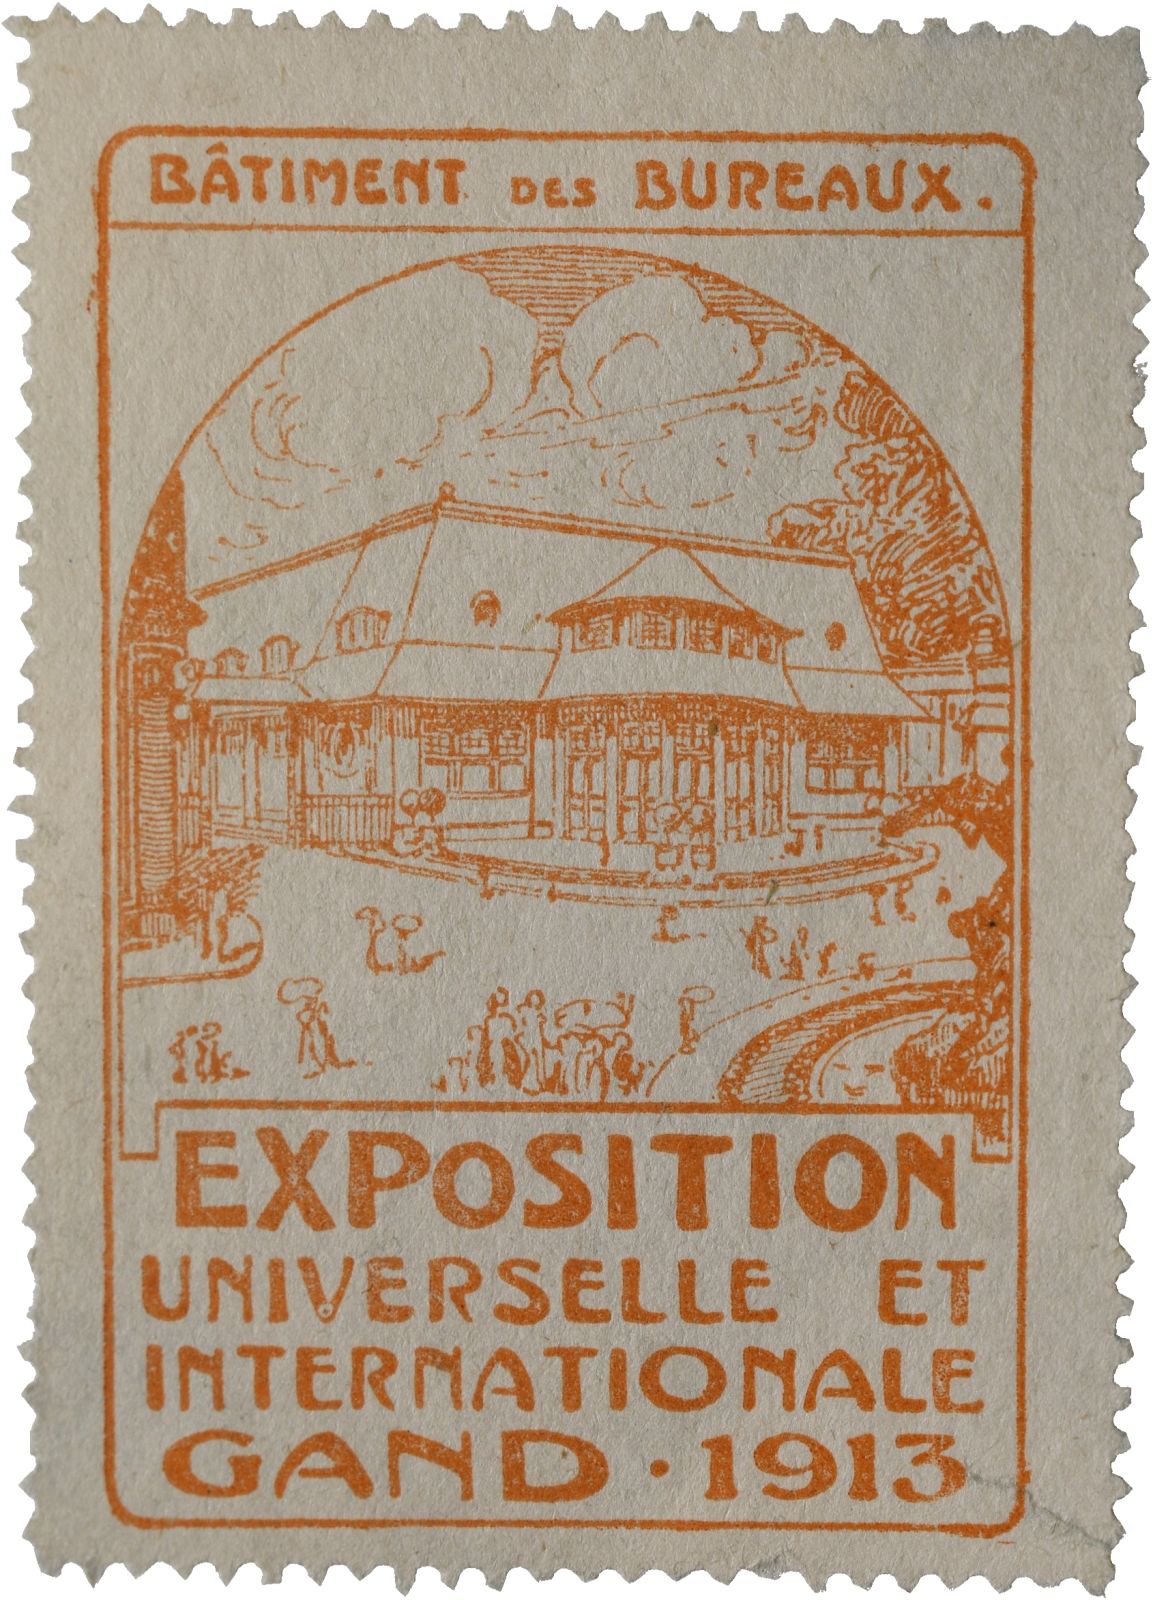 BÂTIMENT DES BUREAUX.
EXPOSITION
UNIVERSELLE ET
INTERNATIONALE
GAND · 1913